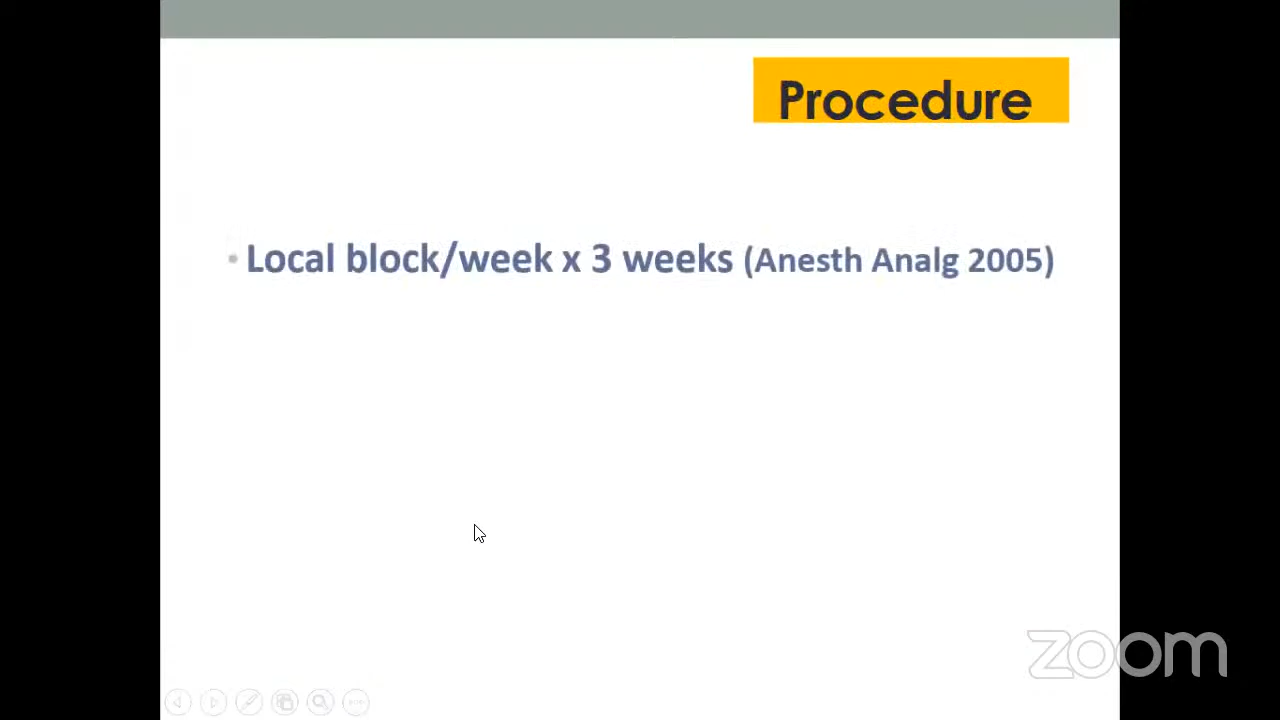 Procedure
• Local block/week x 3 weeks (Anesth Analg 2005)
zoom